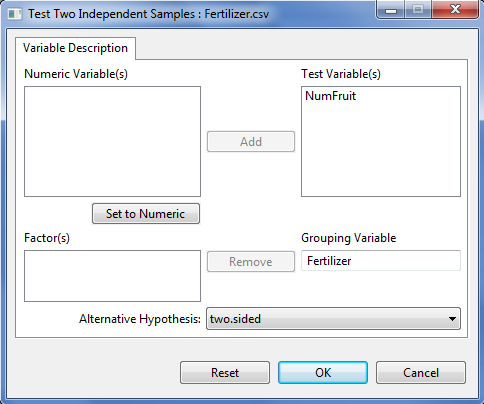 Test Two Independent Samples : Fertilizer.csv
Variable Description
Numeric Variable(s)
Test Variable(s)
NumFruit
Add
Set to Numeric
Factor(s)
Grouping Variable
Remove
Fertilizer
Alternative Hypothesis: two.sided
Reset OK Cancel